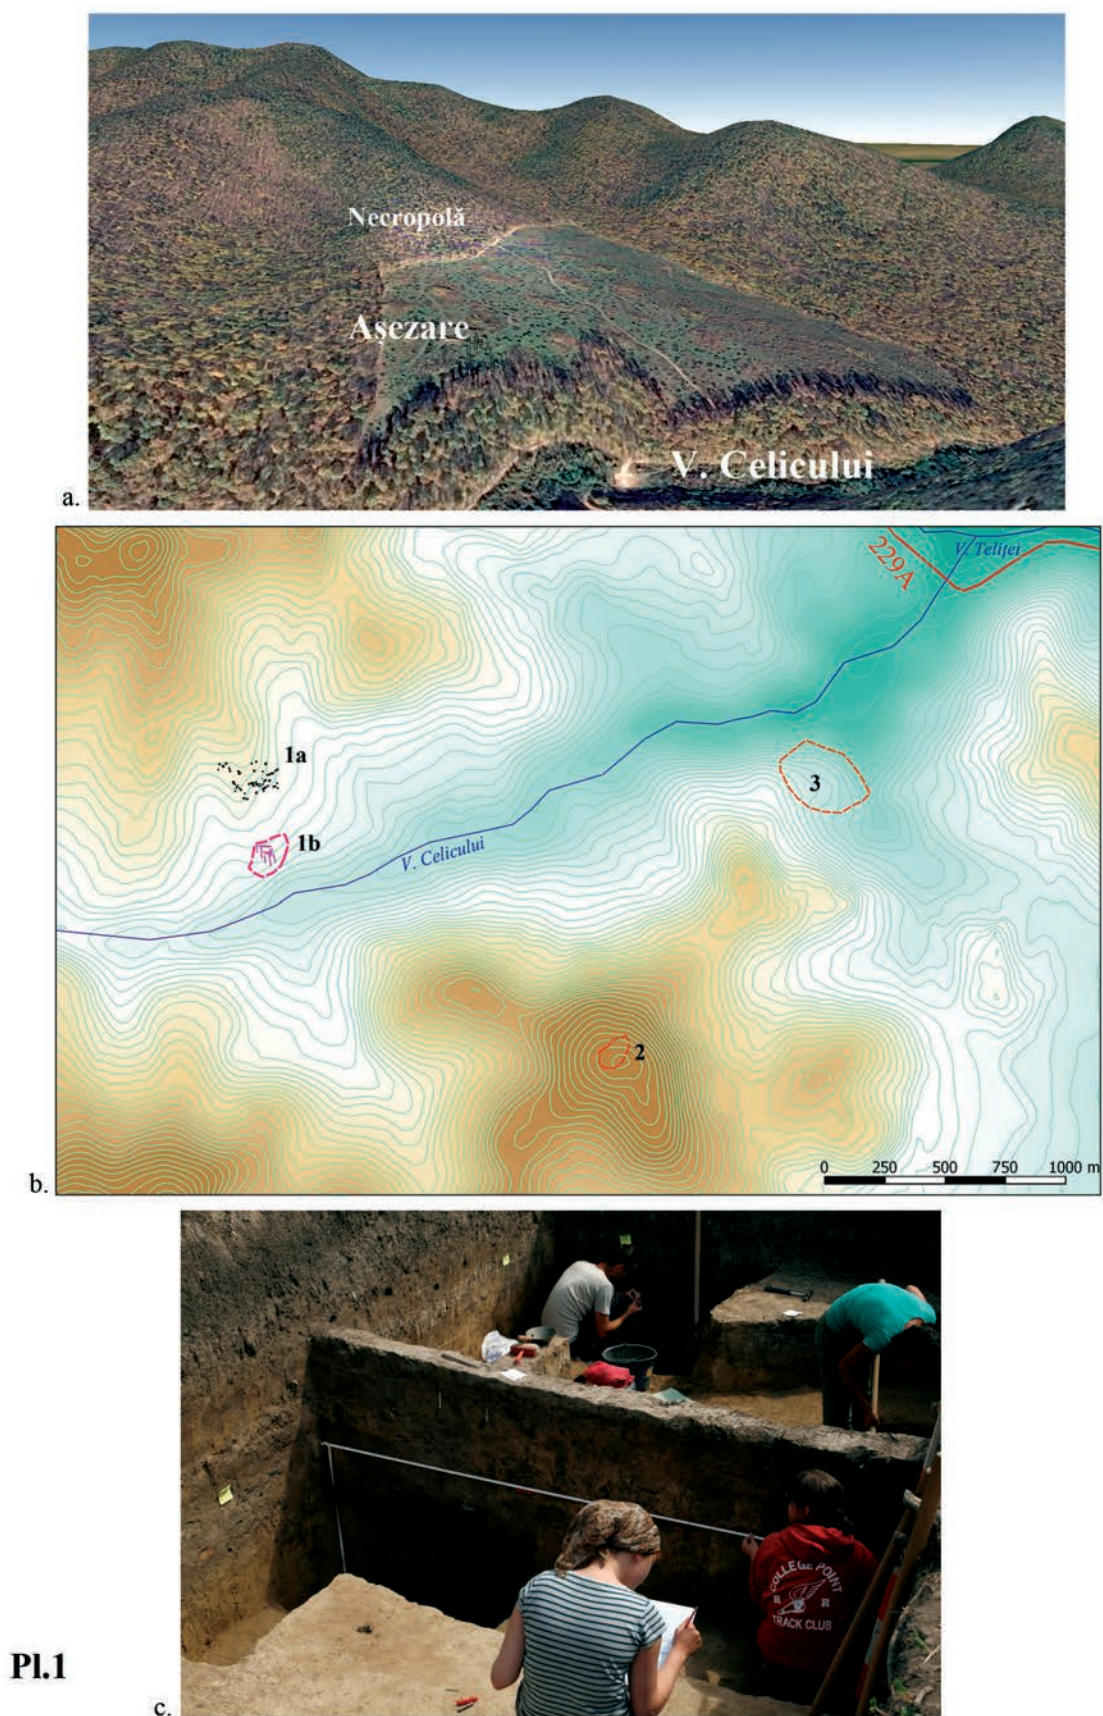 Necropolă
Așezare
V. Celicului
a.
229A
V. Teliței
1a
1b
3
V. Celicului
2
0 250 500 750 1000 m
b.
COLLEGE POINT
R R
TRACK CLUB
Pl.1
c.